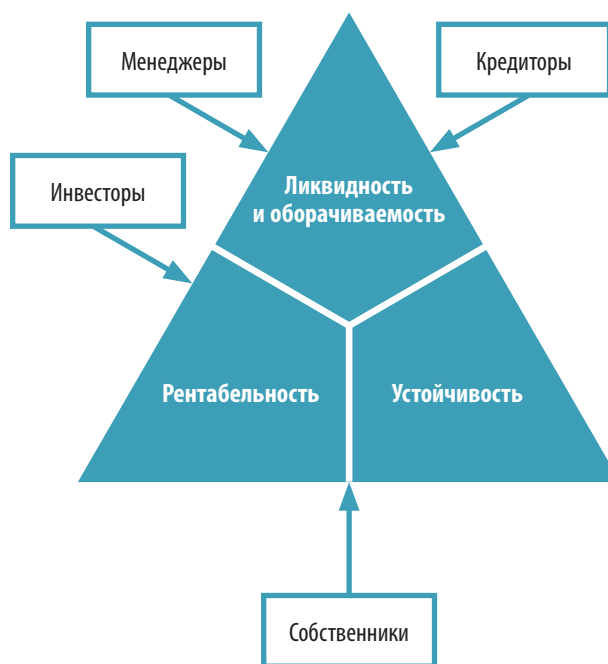 Менеджеры
Кредиторы
Инвесторы
Ликвидность
и оборачиваемость
Рентабельность
Устойчивость
Собственники